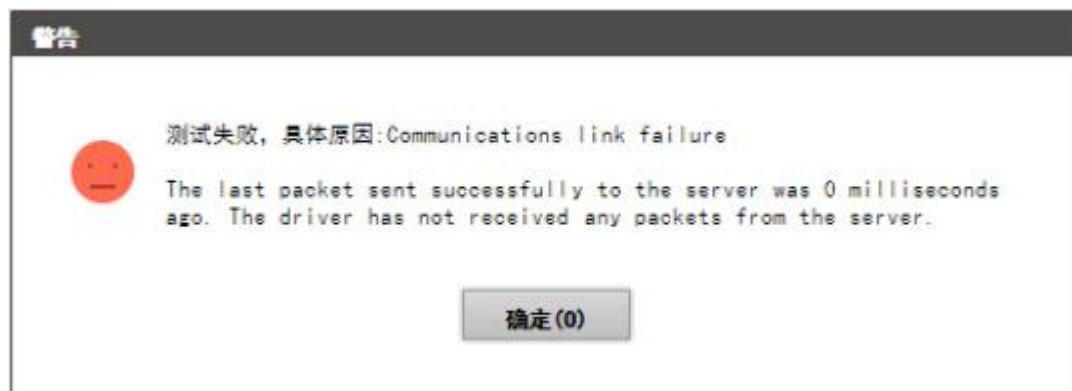 警告
测试失败，具体原因:Communications link failure
The last packet sent successfully to the server was 0 milliseconds
ago. The driver has not received any packets from the server.
确定(O)